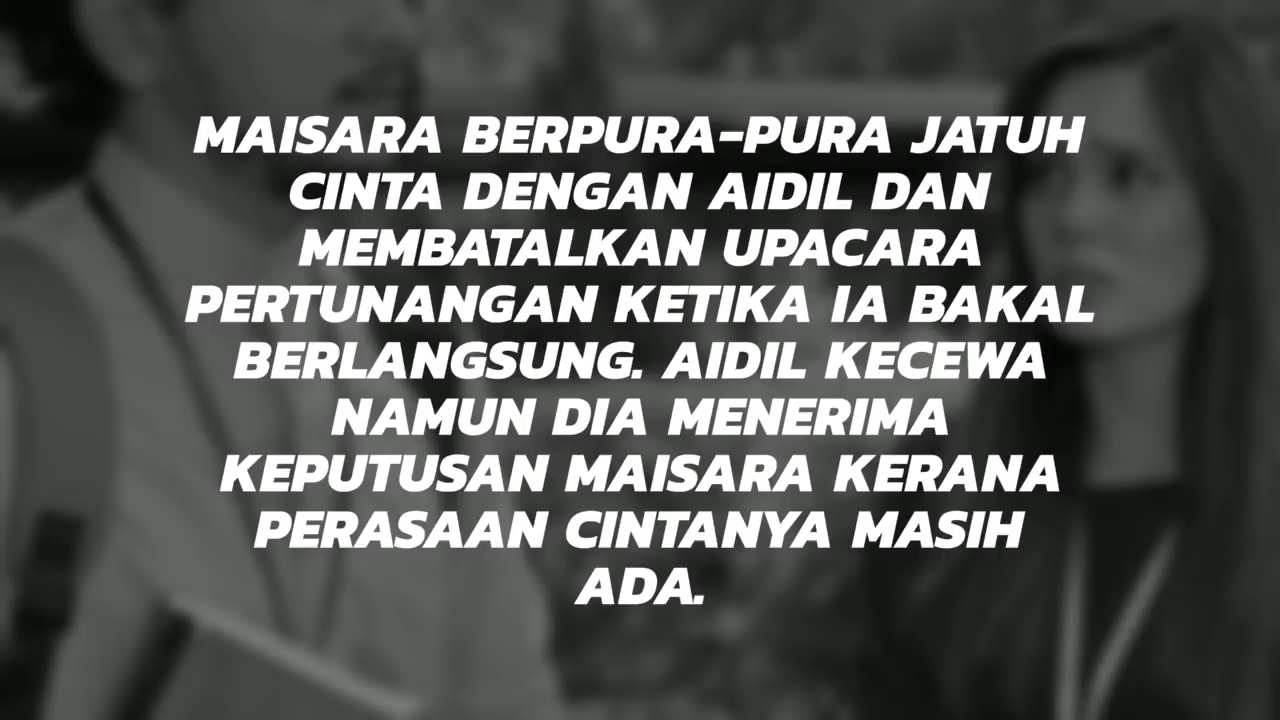 MAISARA BERPURA-PURA JATUH
CINTA DENGAN AIDIL DAN
MEMBATALKAN UPACARA
PERTUNANGAN KETIKA IA BAKAL
BERLANGSUNG. AIDIL KECEWA
NAMUN DIA MENERIMA
KEPUTUSAN MAISARA KERANA
PERASAAN CINTANYA MASIH
ADA.